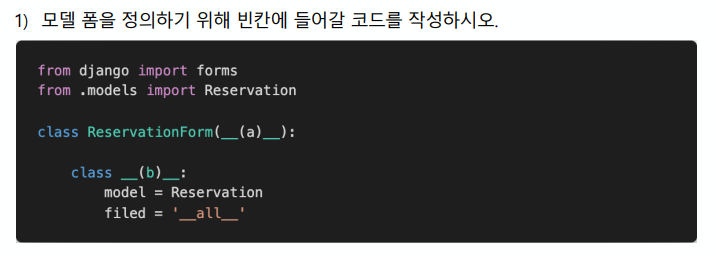 1) 모델 폼을 정의하기 위해 빈칸에 들어갈 코드를 작성하시오.
from django import forms
from .models import Reservation
class ReservationForm(__(a)__):
class __(b)__:
model = Reservation
filed = '__all__'